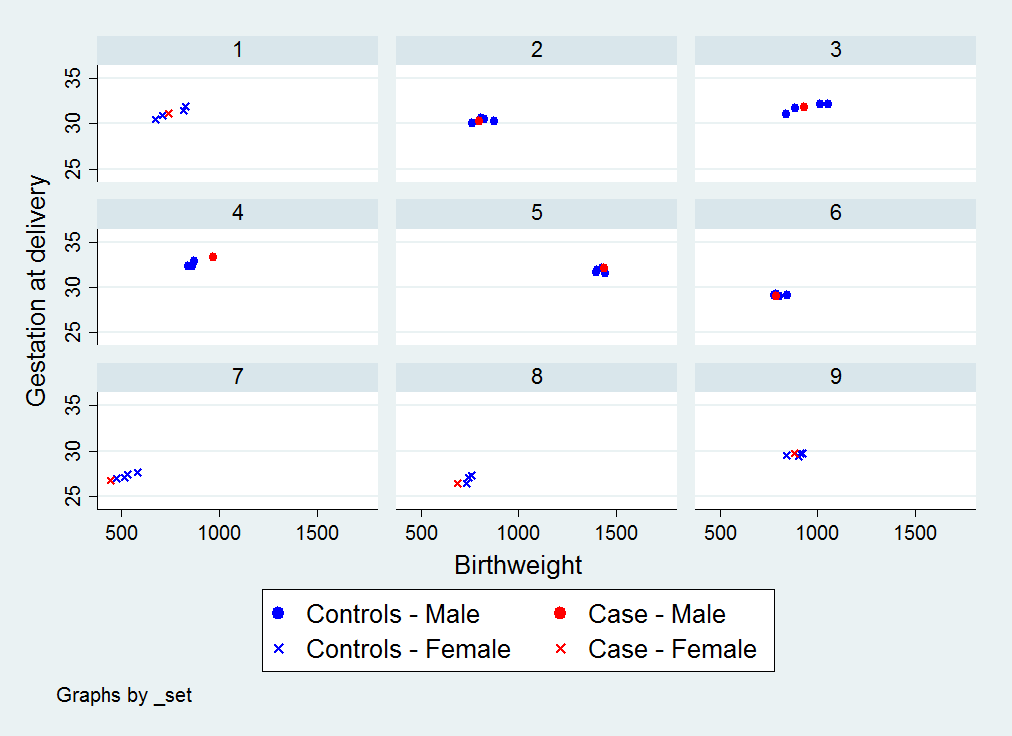 1 2 3
35
30
25
4 5 6
35
30
25
7 8 9
35
30
25
Gestation at delivery
500 1000 1500 500 1000 1500 500 1000 1500
Birthweight
Controls - Male Case - Male
Controls - Female Case - Female
Graphs by _set